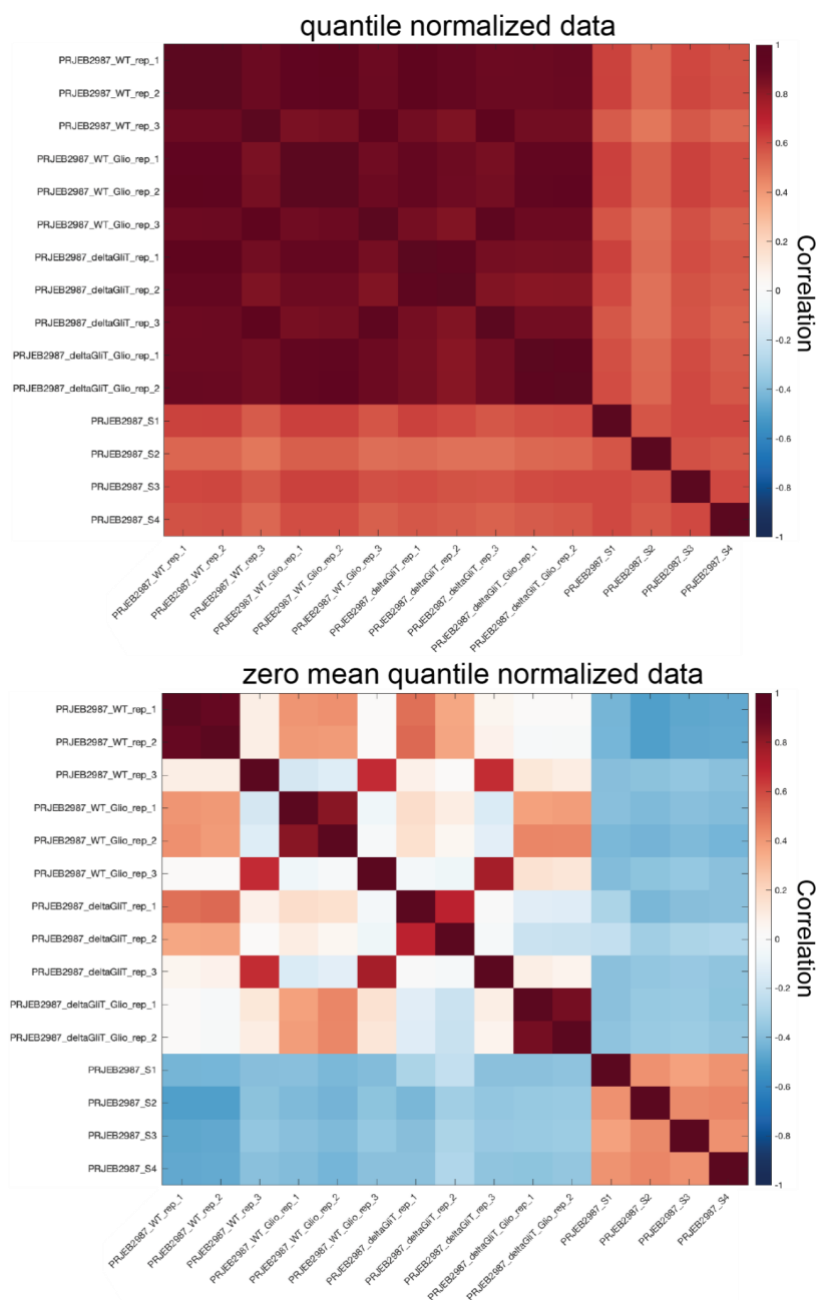 quantile normalized data
PRJEB2987_WT_rep_1
PRJEB2987_WT_rep_2
PRJEB2987_WT_rep_3
PRJEB2987_WT_Glio_rep_1
PRJEB2987_WT_Glio_rep_2
PRJEB2987_WT_Glio_rep_3
PRJEB2987_deltaGliT_rep_1
PRJEB2987_deltaGliT_rep_2
PRJEB2987_deltaGliT_rep_3
PRJEB2987_deltaGliT_Glio_rep_1
PRJEB2987_deltaGliT_Glio_rep_2
PRJEB2987_S1
PRJEB2987_S2
PRJEB2987_S3
PRJEB2987_S4
PRJEB2987_WT_rep_1
PRJEB2987_WT_rep_2
PRJEB2987_WT_rep_3
PRJEB2987_WT_Glio_rep_1
PRJEB2987_WT_Glio_rep_2
PRJEB2987_WT_Glio_rep_3
PRJEB2987_deltaGliT_rep_1
PRJEB2987_deltaGliT_rep_2
PRJEB2987_deltaGliT_rep_3
PRJEB2987_deltaGliT_Glio_rep_1
PRJEB2987_deltaGliT_Glio_rep_2
PRJEB2987_S1
PRJEB2987_S2
PRJEB2987_S3
PRJEB2987_S4
1
0.8
0.6
0.4
0.2
0
-0.2
-0.4
-0.6
-0.8
-1
Correlation
zero mean quantile normalized data
PRJEB2987_WT_rep_1
PRJEB2987_WT_rep_2
PRJEB2987_WT_rep_3
PRJEB2987_WT_Glio_rep_1
PRJEB2987_WT_Glio_rep_2
PRJEB2987_WT_Glio_rep_3
PRJEB2987_deltaGliT_rep_1
PRJEB2987_deltaGliT_rep_2
PRJEB2987_deltaGliT_rep_3
PRJEB2987_deltaGliT_Glio_rep_1
PRJEB2987_deltaGliT_Glio_rep_2
PRJEB2987_S1
PRJEB2987_S2
PRJEB2987_S3
PRJEB2987_S4
PRJEB2987_WT_rep_1
PRJEB2987_WT_rep_2
PRJEB2987_WT_rep_3
PRJEB2987_WT_Glio_rep_1
PRJEB2987_WT_Glio_rep_2
PRJEB2987_WT_Glio_rep_3
PRJEB2987_deltaGliT_rep_1
PRJEB2987_deltaGliT_rep_2
PRJEB2987_deltaGliT_rep_3
PRJEB2987_deltaGliT_Glio_rep_1
PRJEB2987_deltaGliT_Glio_rep_2
PRJEB2987_S1
PRJEB2987_S2
PRJEB2987_S3
PRJEB2987_S4
1
0.8
0.6
0.4
0.2
0
-0.2
-0.4
-0.6
-0.8
-1
Correlation